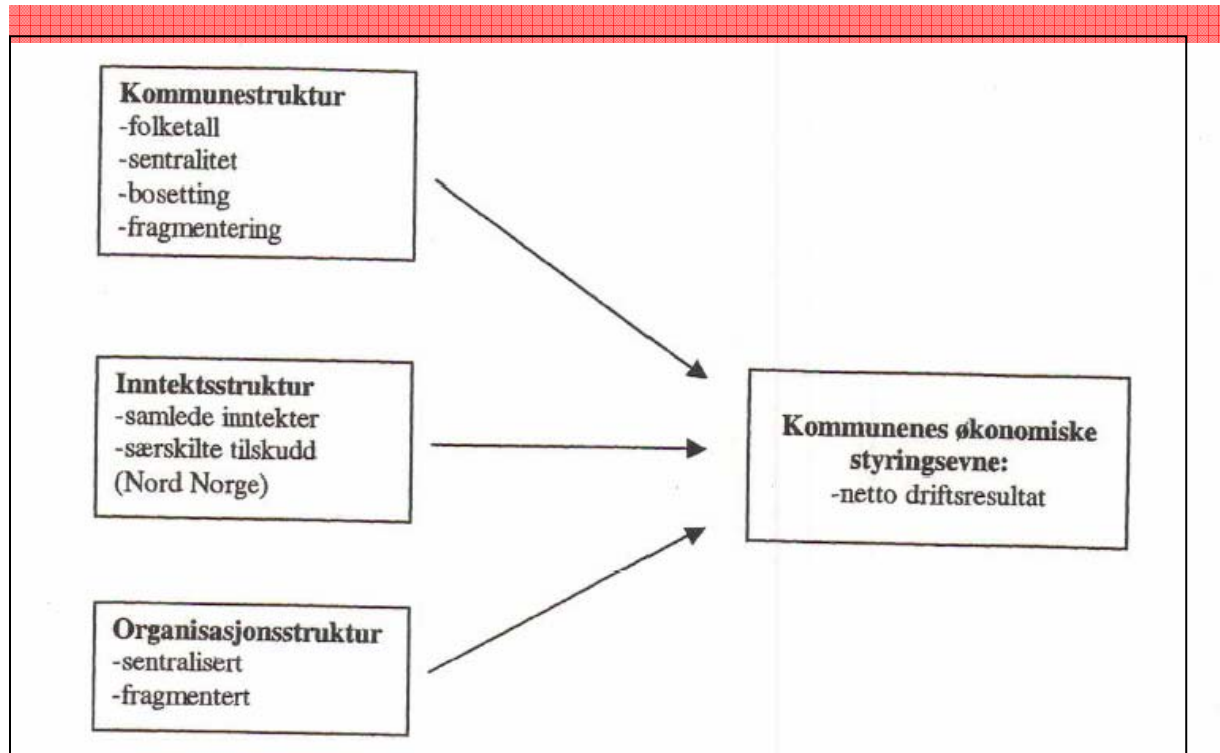 Kommunestruktur
-folketall
-sentralitet
-bosetting
-fragmentering
Inntektsstruktur
-samlede inntekter
-særskilte tilskudd
(Nord Norge)
Kommunenes økonomiske
styringsevne:
-netto driftsresultat
Organisasjonsstruktur
-sentralisert
-fragmentert